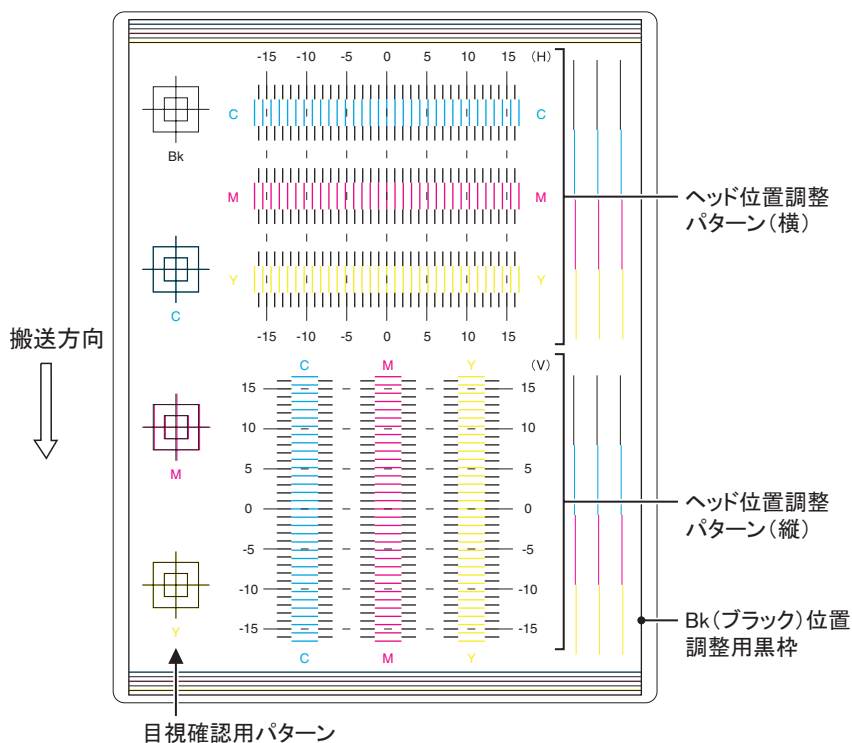 -15 -10 -5 0 5 10 15 (H)
C C
Bk
M M
Y Y
C
-15 -10 -5 0 5 10 15
ヘッド位置調整
パターン(横)
搬送方向
C M Y (V)
15 15
10 10
M
5 5
0 0
-5 -5
-10 -10
Y
-15 -15
C M Y
ヘッド位置調整
パターン(縦)
Bk(ブラック)位置
調整用黒枠
目視確認用パターン